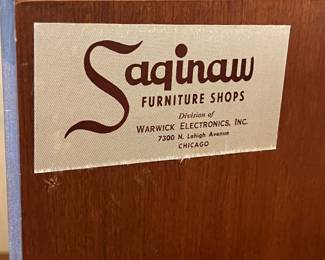 Saginaw
FURNITURE SHOPS
Division of
WARWICK ELECTRONICS, INC.
7300 N. Lehigh Avenue
CHICAGO